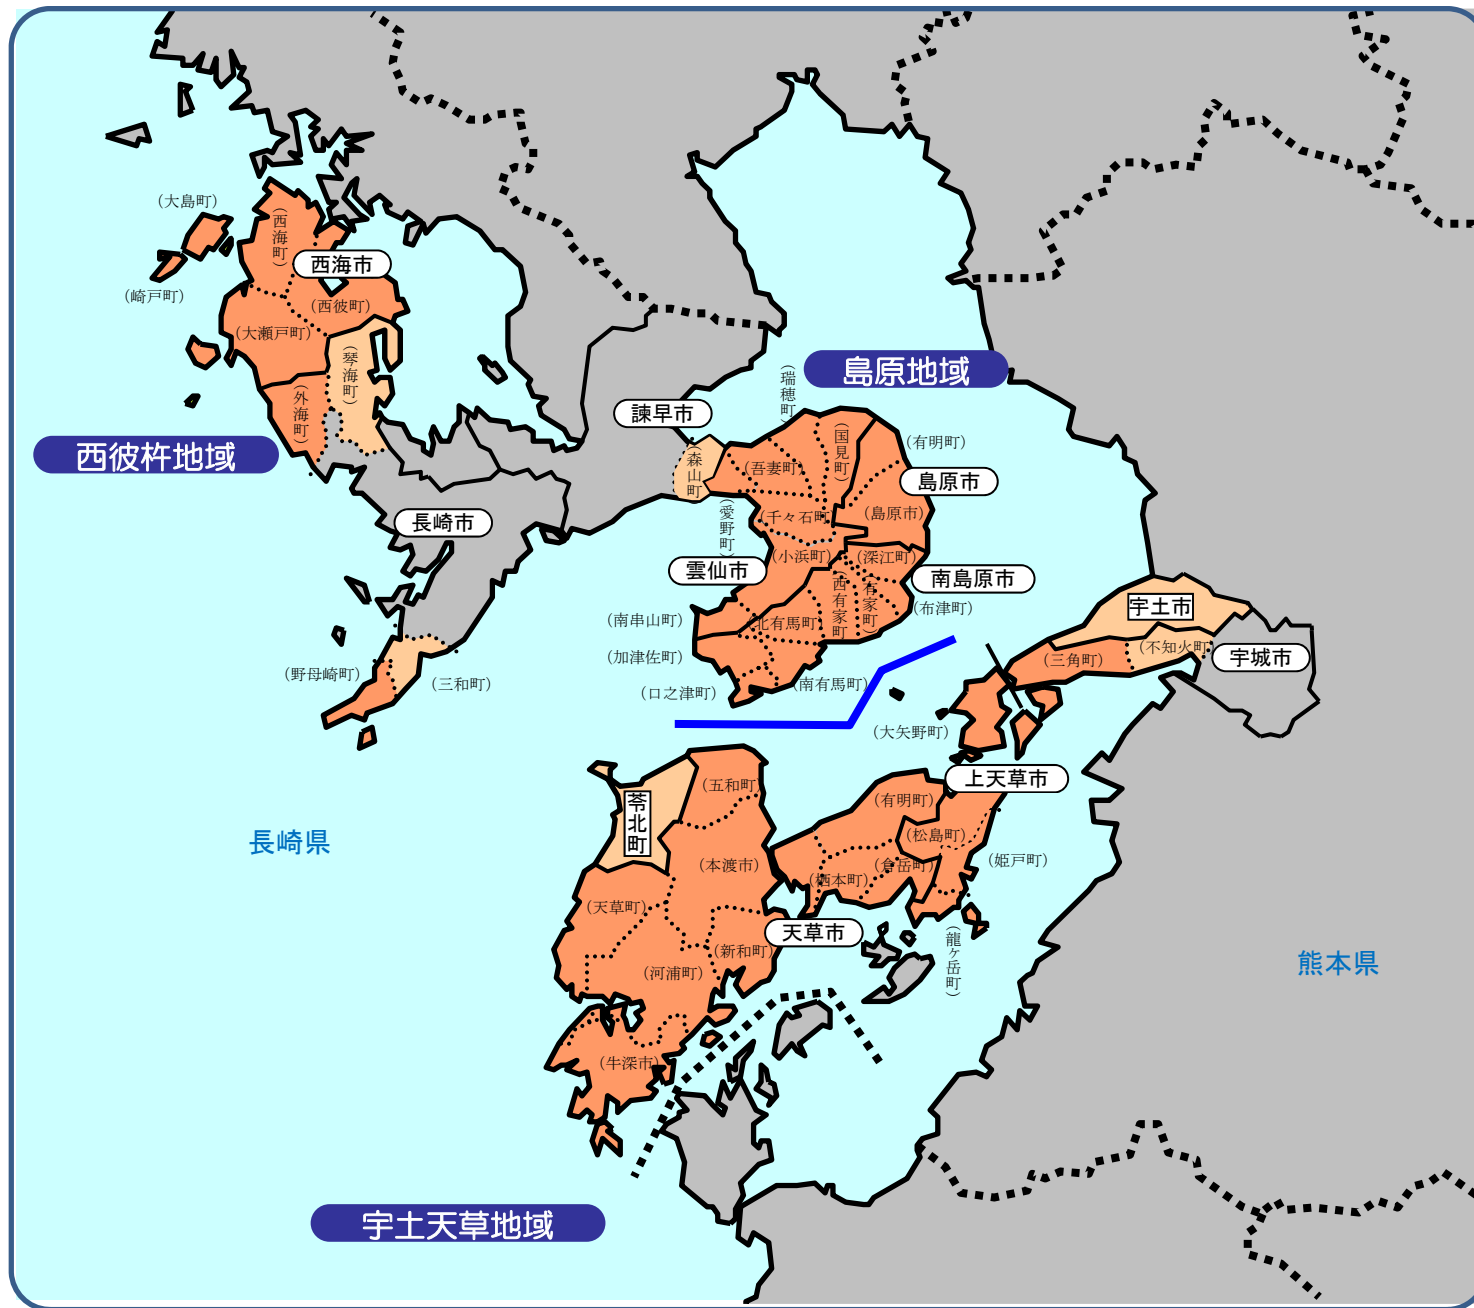 (大島町)
(西海町)
西海市
(崎戸町)
(西彼町)
(大瀬戸町)
(琴海町)
(外海町)
西彼杵地域
長崎市
(野母崎町)
(三和町)
島原地域
諫早市
(森山町)
(瑞穂町)
(国見町)
(有明町)
(吾妻町)
島原市
(島原市)
(愛野町)
(千々石町)
(小浜町)
(深江町)
雲仙市
南島原市
(西有家町)
(有家町)
(布津町)
(南串山町)
(北有馬町)
(加津佐町)
(口之津町)
(南有馬町)
宇土市
(不知火町)
(三角町)
宇城市
(大矢野町)
上天草市
(五和町)
苓北町
(有明町)
(松島町)
(姫戸町)
(倉岳町)
(栖本町)
(本渡市)
(天草町)
天草市
(新和町)
(河浦町)
(龍ヶ岳町)
(牛深市)
長崎県
熊本県
宇土天草地域